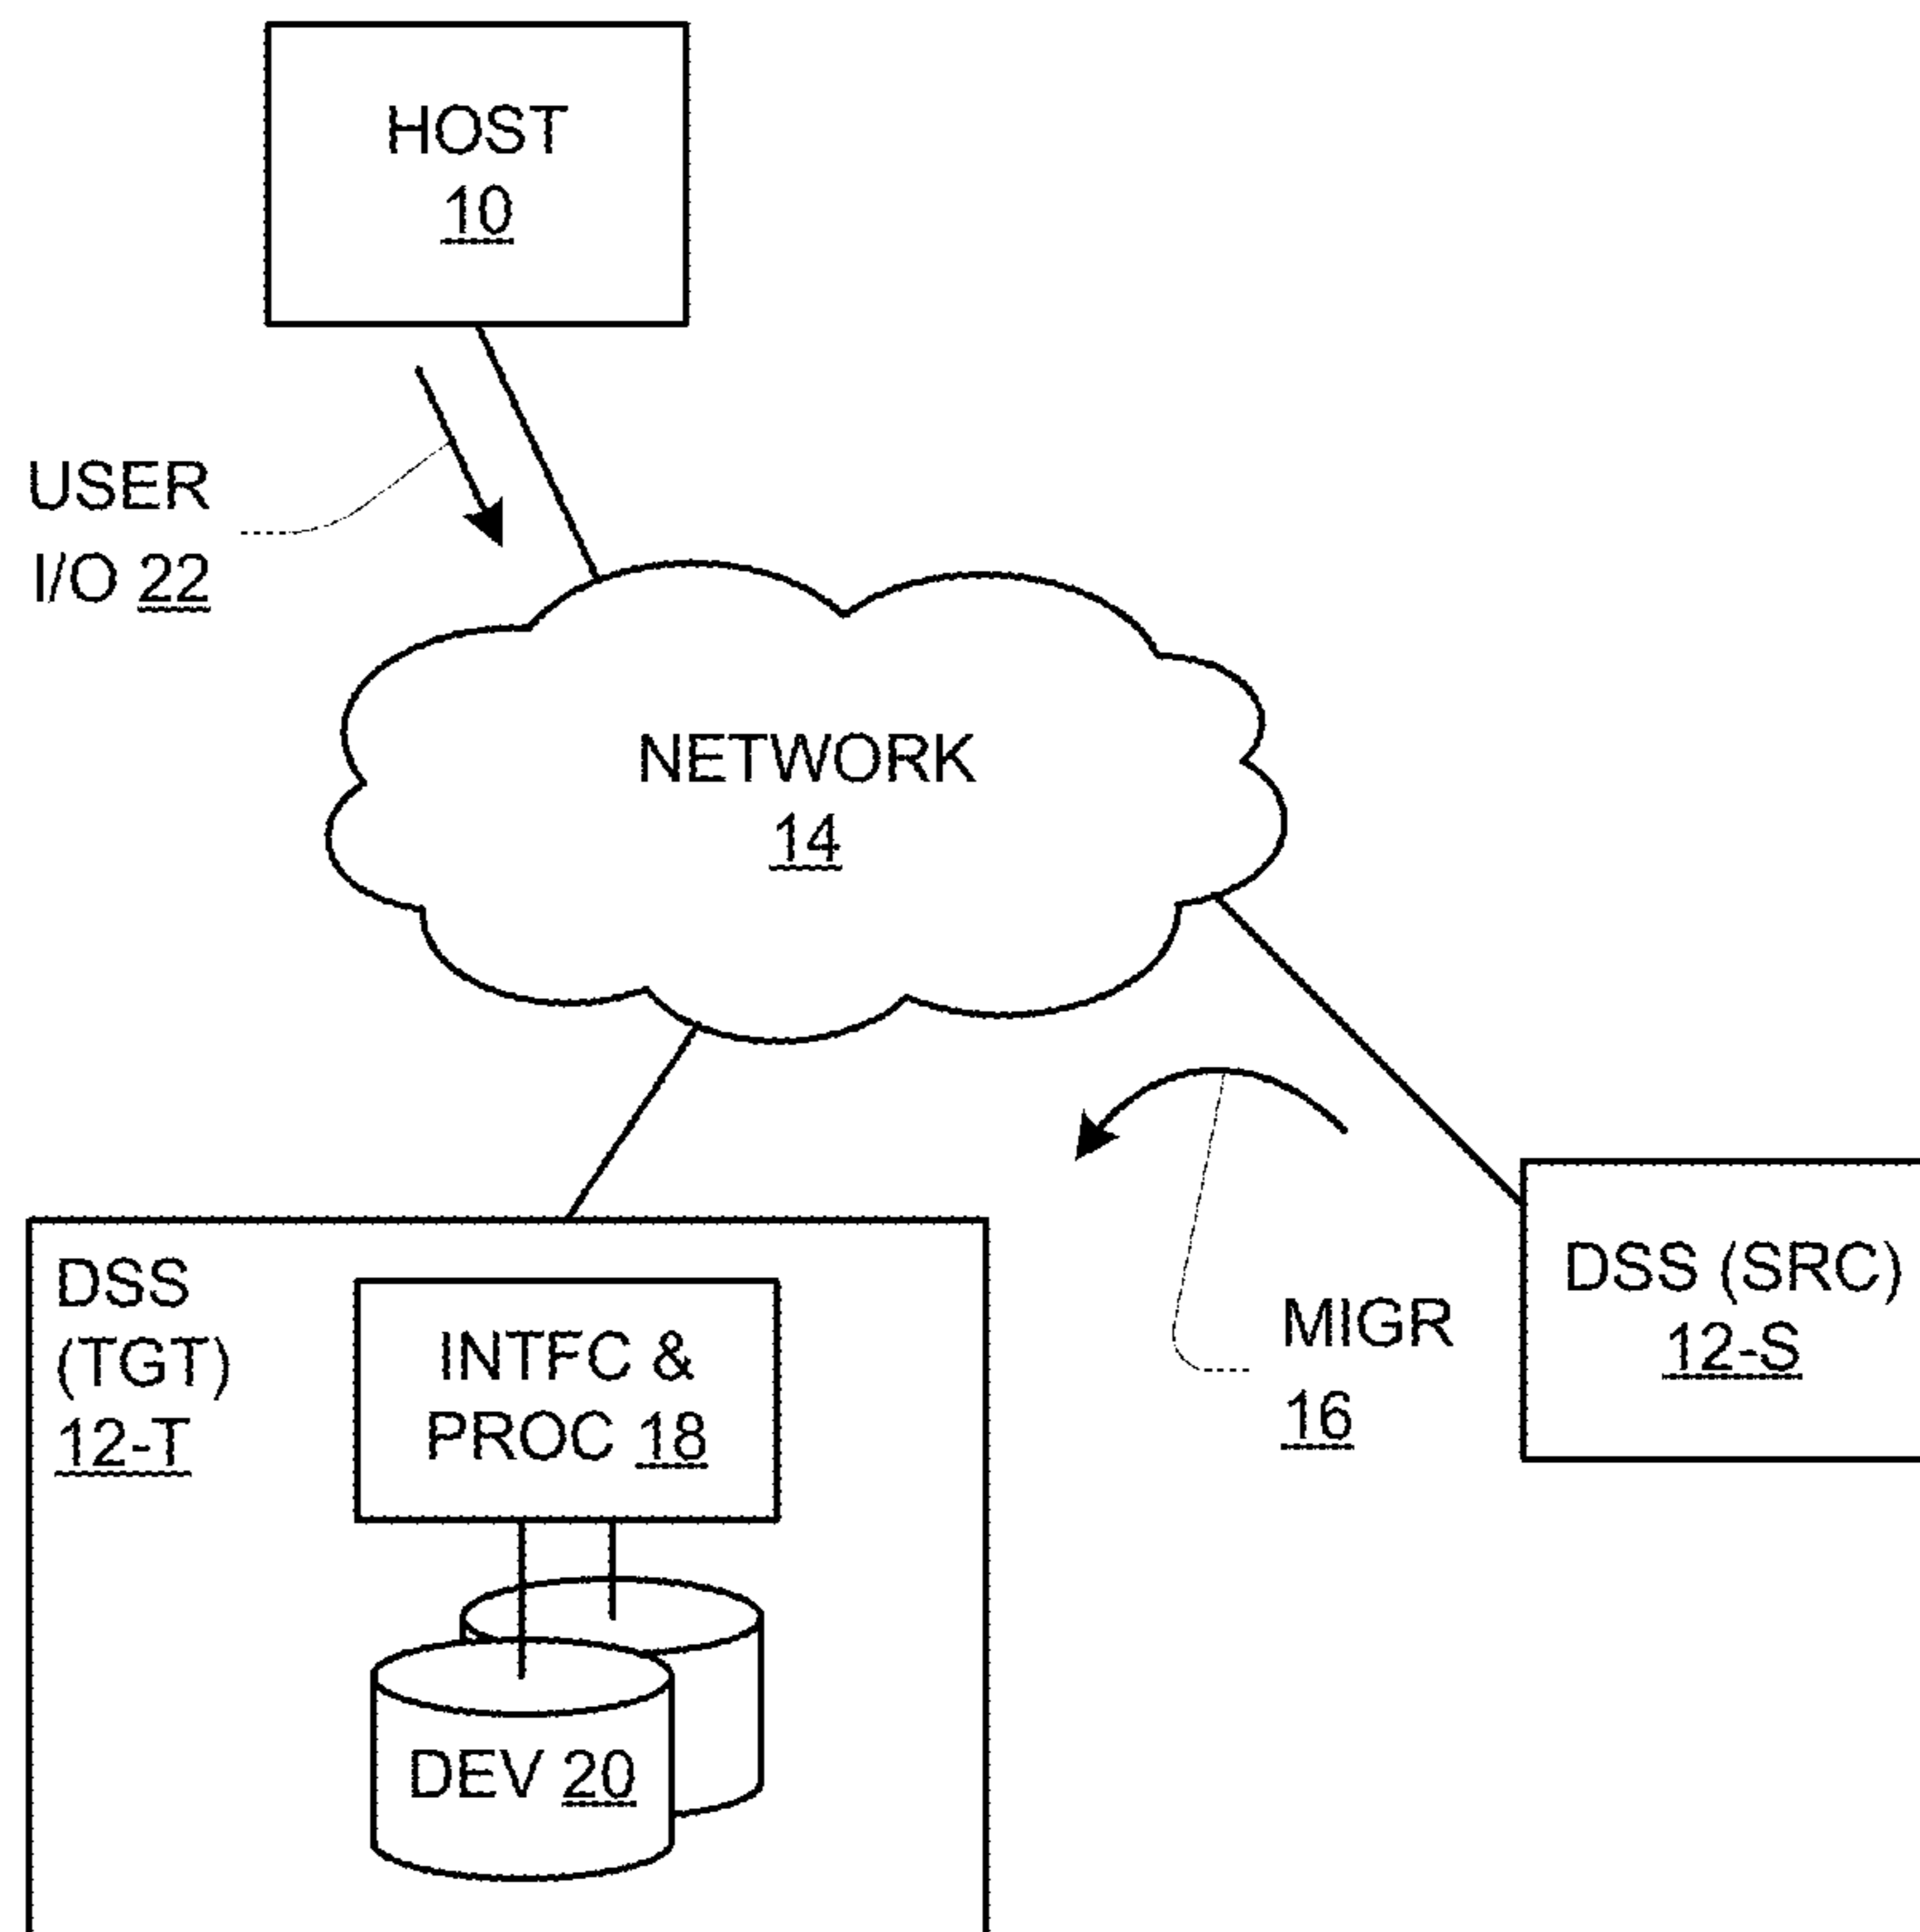 HOST
10
USER
I/O 22
NETWORK
14
DSS
(TGT)
12-T
INTFC &
PROC 18
DEV 20
MIGR
16
DSS (SRC)
12-S